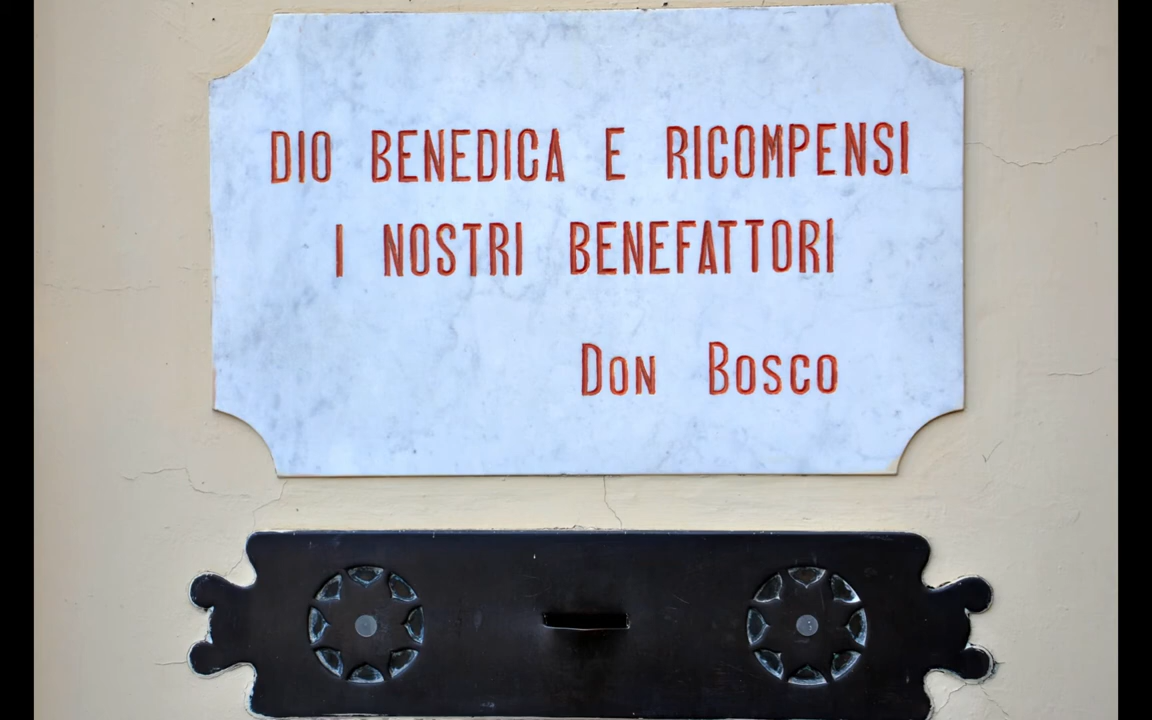 DIO BENEDICA E RICOMPENSI
I NOSTRI BENEFATTORI
DON BOSCO